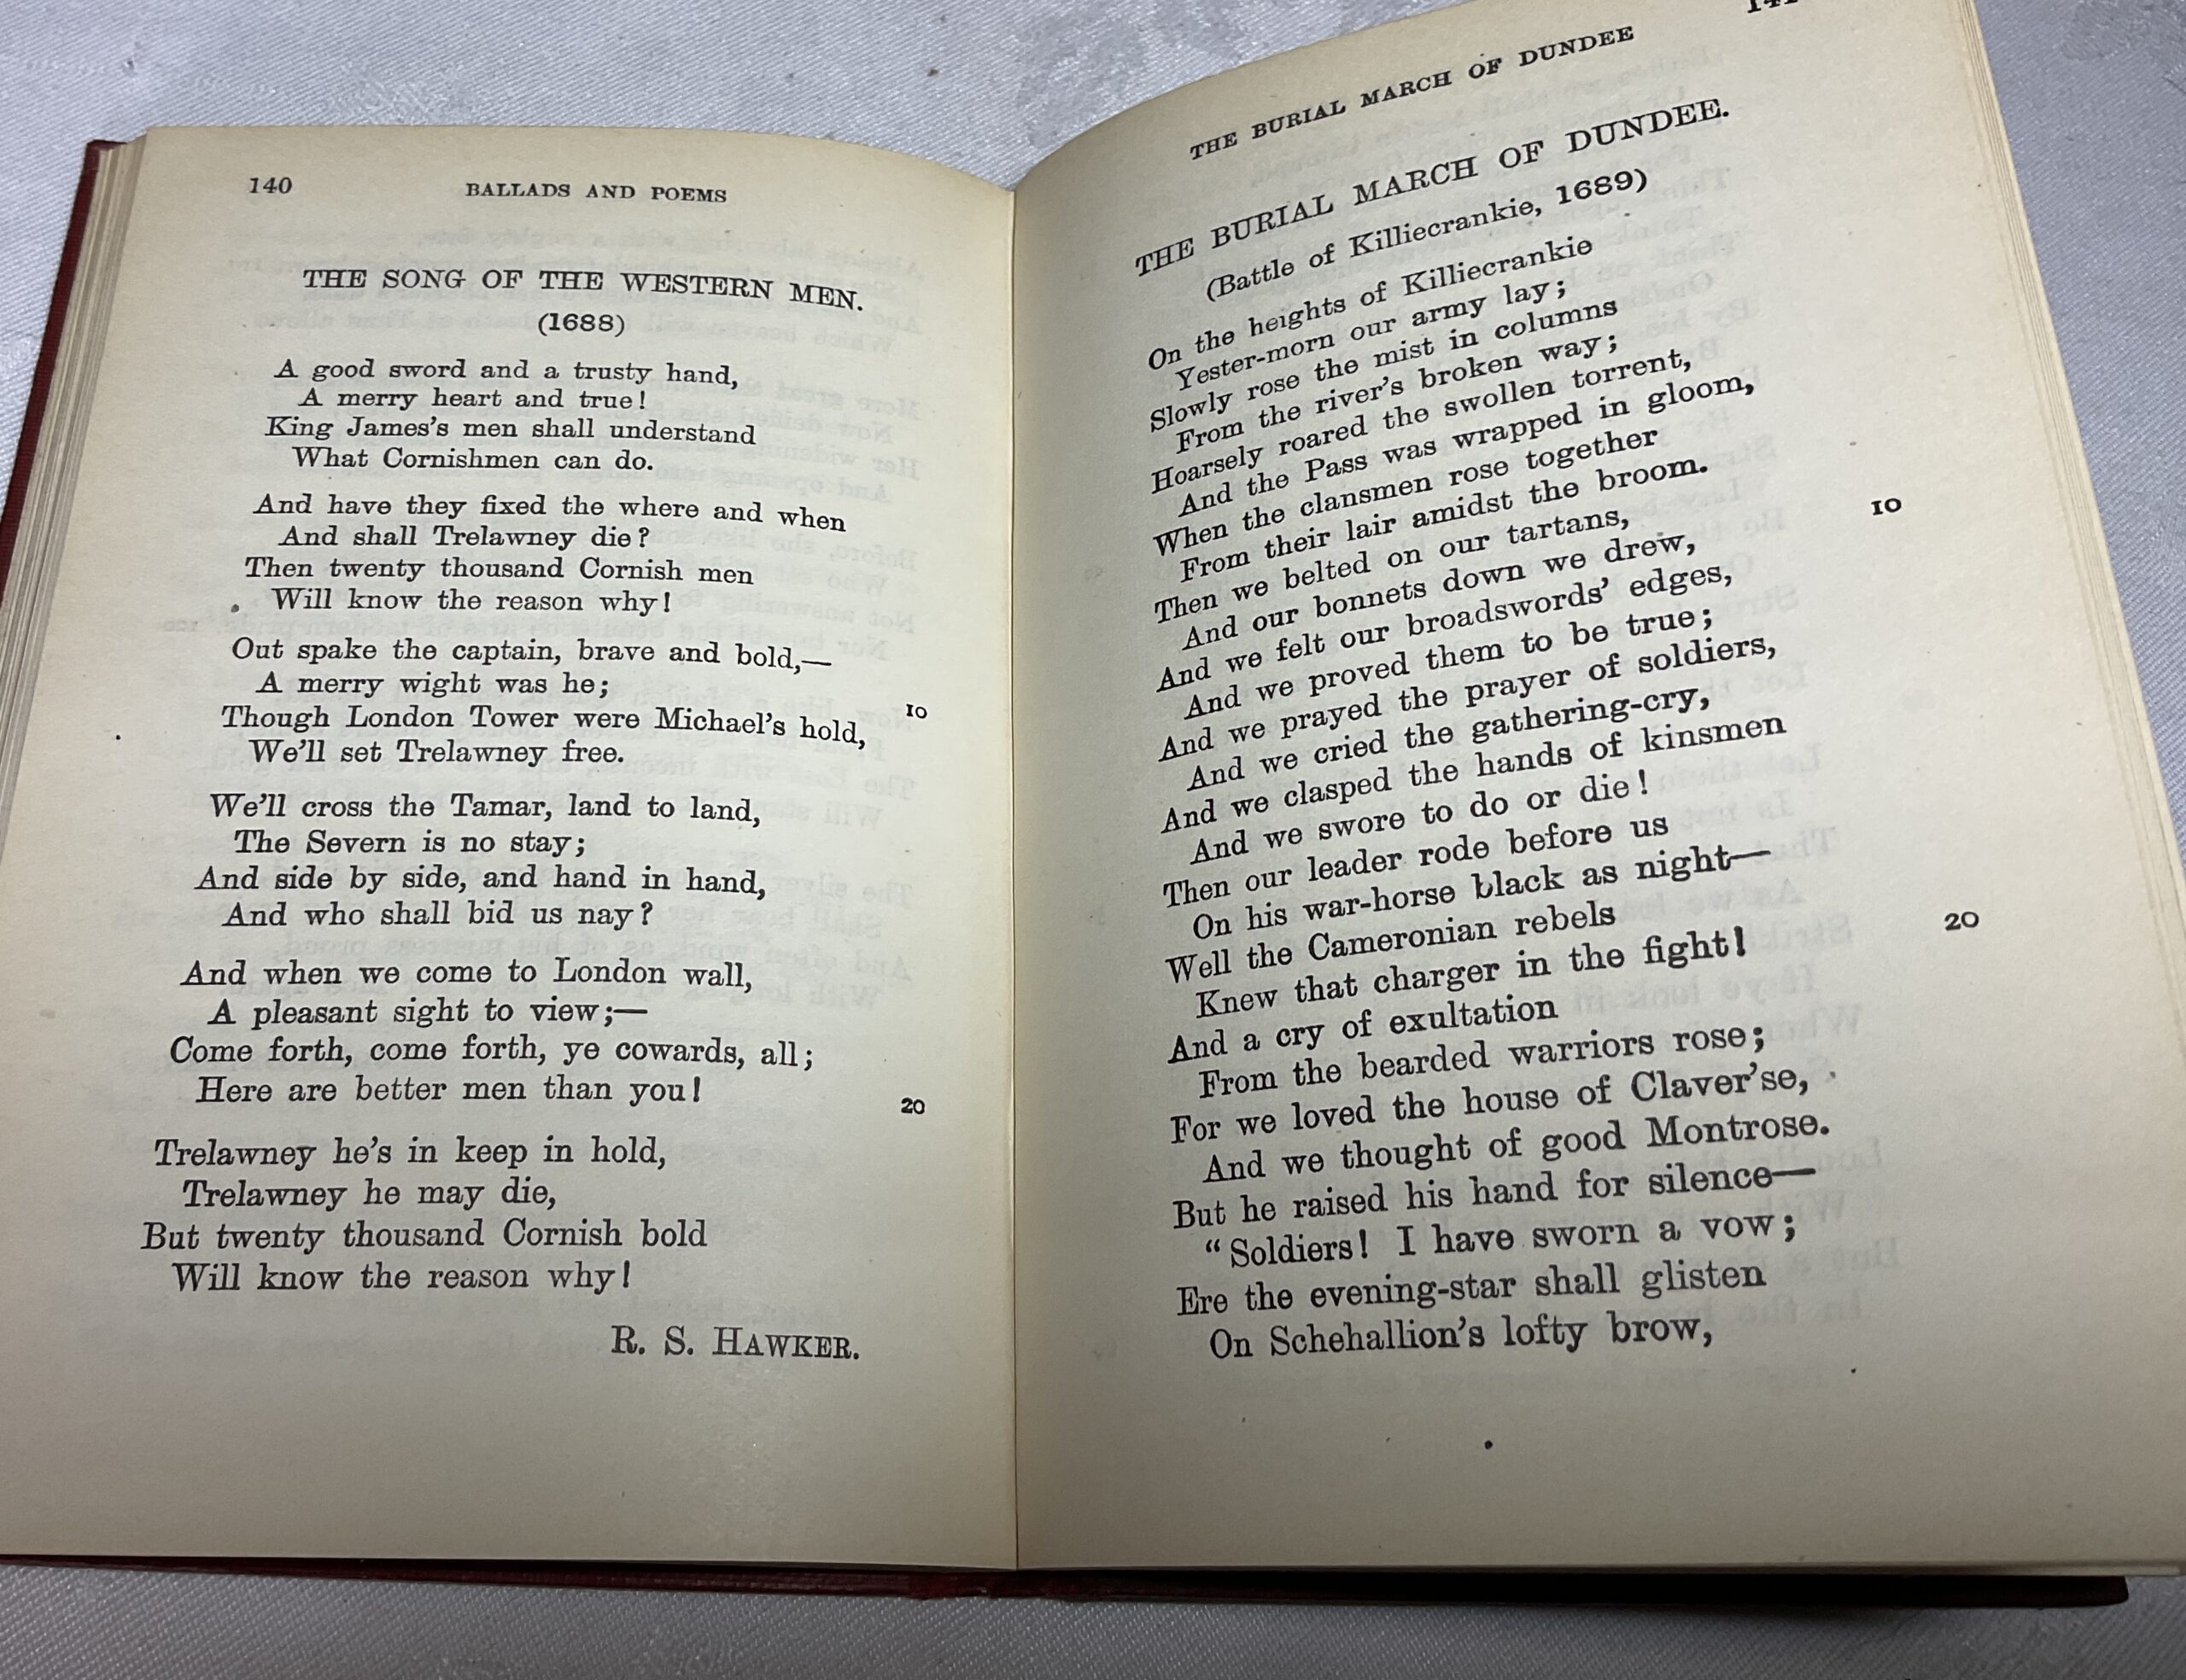 140
BALLADS AND POEMS
THE SONG OF THE WESTERN MEN.
(1688)
A good sword and a trusty hand,
A merry heart and true!
King James's men shall understand
What Cornishmen can do.
And have they fixed the where and when
And shall Trelawney die?
Then twenty thousand Cornish men
Will know the reason why!
Out spake the captain, brave and bold,—
A merry wight was he; 10
Though London Tower were Michael's hold,
We'll set Trelawney free.
We'll cross the Tamar, land to land,
The Severn is no stay;
And side by side, and hand in hand,
And who shall bid us nay?
And when we come to London wall,
A pleasant sight to view;—
Come forth, come forth, ye cowards, all;
Here are better men than you! 20
Trelawney he's in keep in hold,
Trelawney he may die,
But twenty thousand Cornish bold
Will know the reason why!
R. S. HAWKER.
THE BURIAL MARCH OF DUNDEE
THE BURIAL MARCH OF DUNDEE.
(Battle of Killiecrankie, 1689)
On the heights of Killiecrankie
Yester-morn our army lay;
Slowly rose the mist in columns
From the river's broken way;
Hoarsely roared the swollen torrent,
And the Pass was wrapped in gloom,
When the clansmen rose together
From their lair amidst the broom.
Then we belted on our tartans,
And our bonnets down we drew, 10
And we felt our broadswords' edges,
And we proved them to be true;
And we prayed the prayer of soldiers,
And we cried the gathering-cry,
And we clasped the hands of kinsmen
And we swore to do or die!
Then our leader rode before us
On his war-horse black as night—
Well the Cameronian rebels
Knew that charger in the fight! 20
And a cry of exultation
From the bearded warriors rose;
For we loved the house of Claver'se,
And we thought of good Montrose.
But he raised his hand for silence—
"Soldiers! I have sworn a vow;
Ere the evening-star shall glisten
On Schehallion's lofty brow,